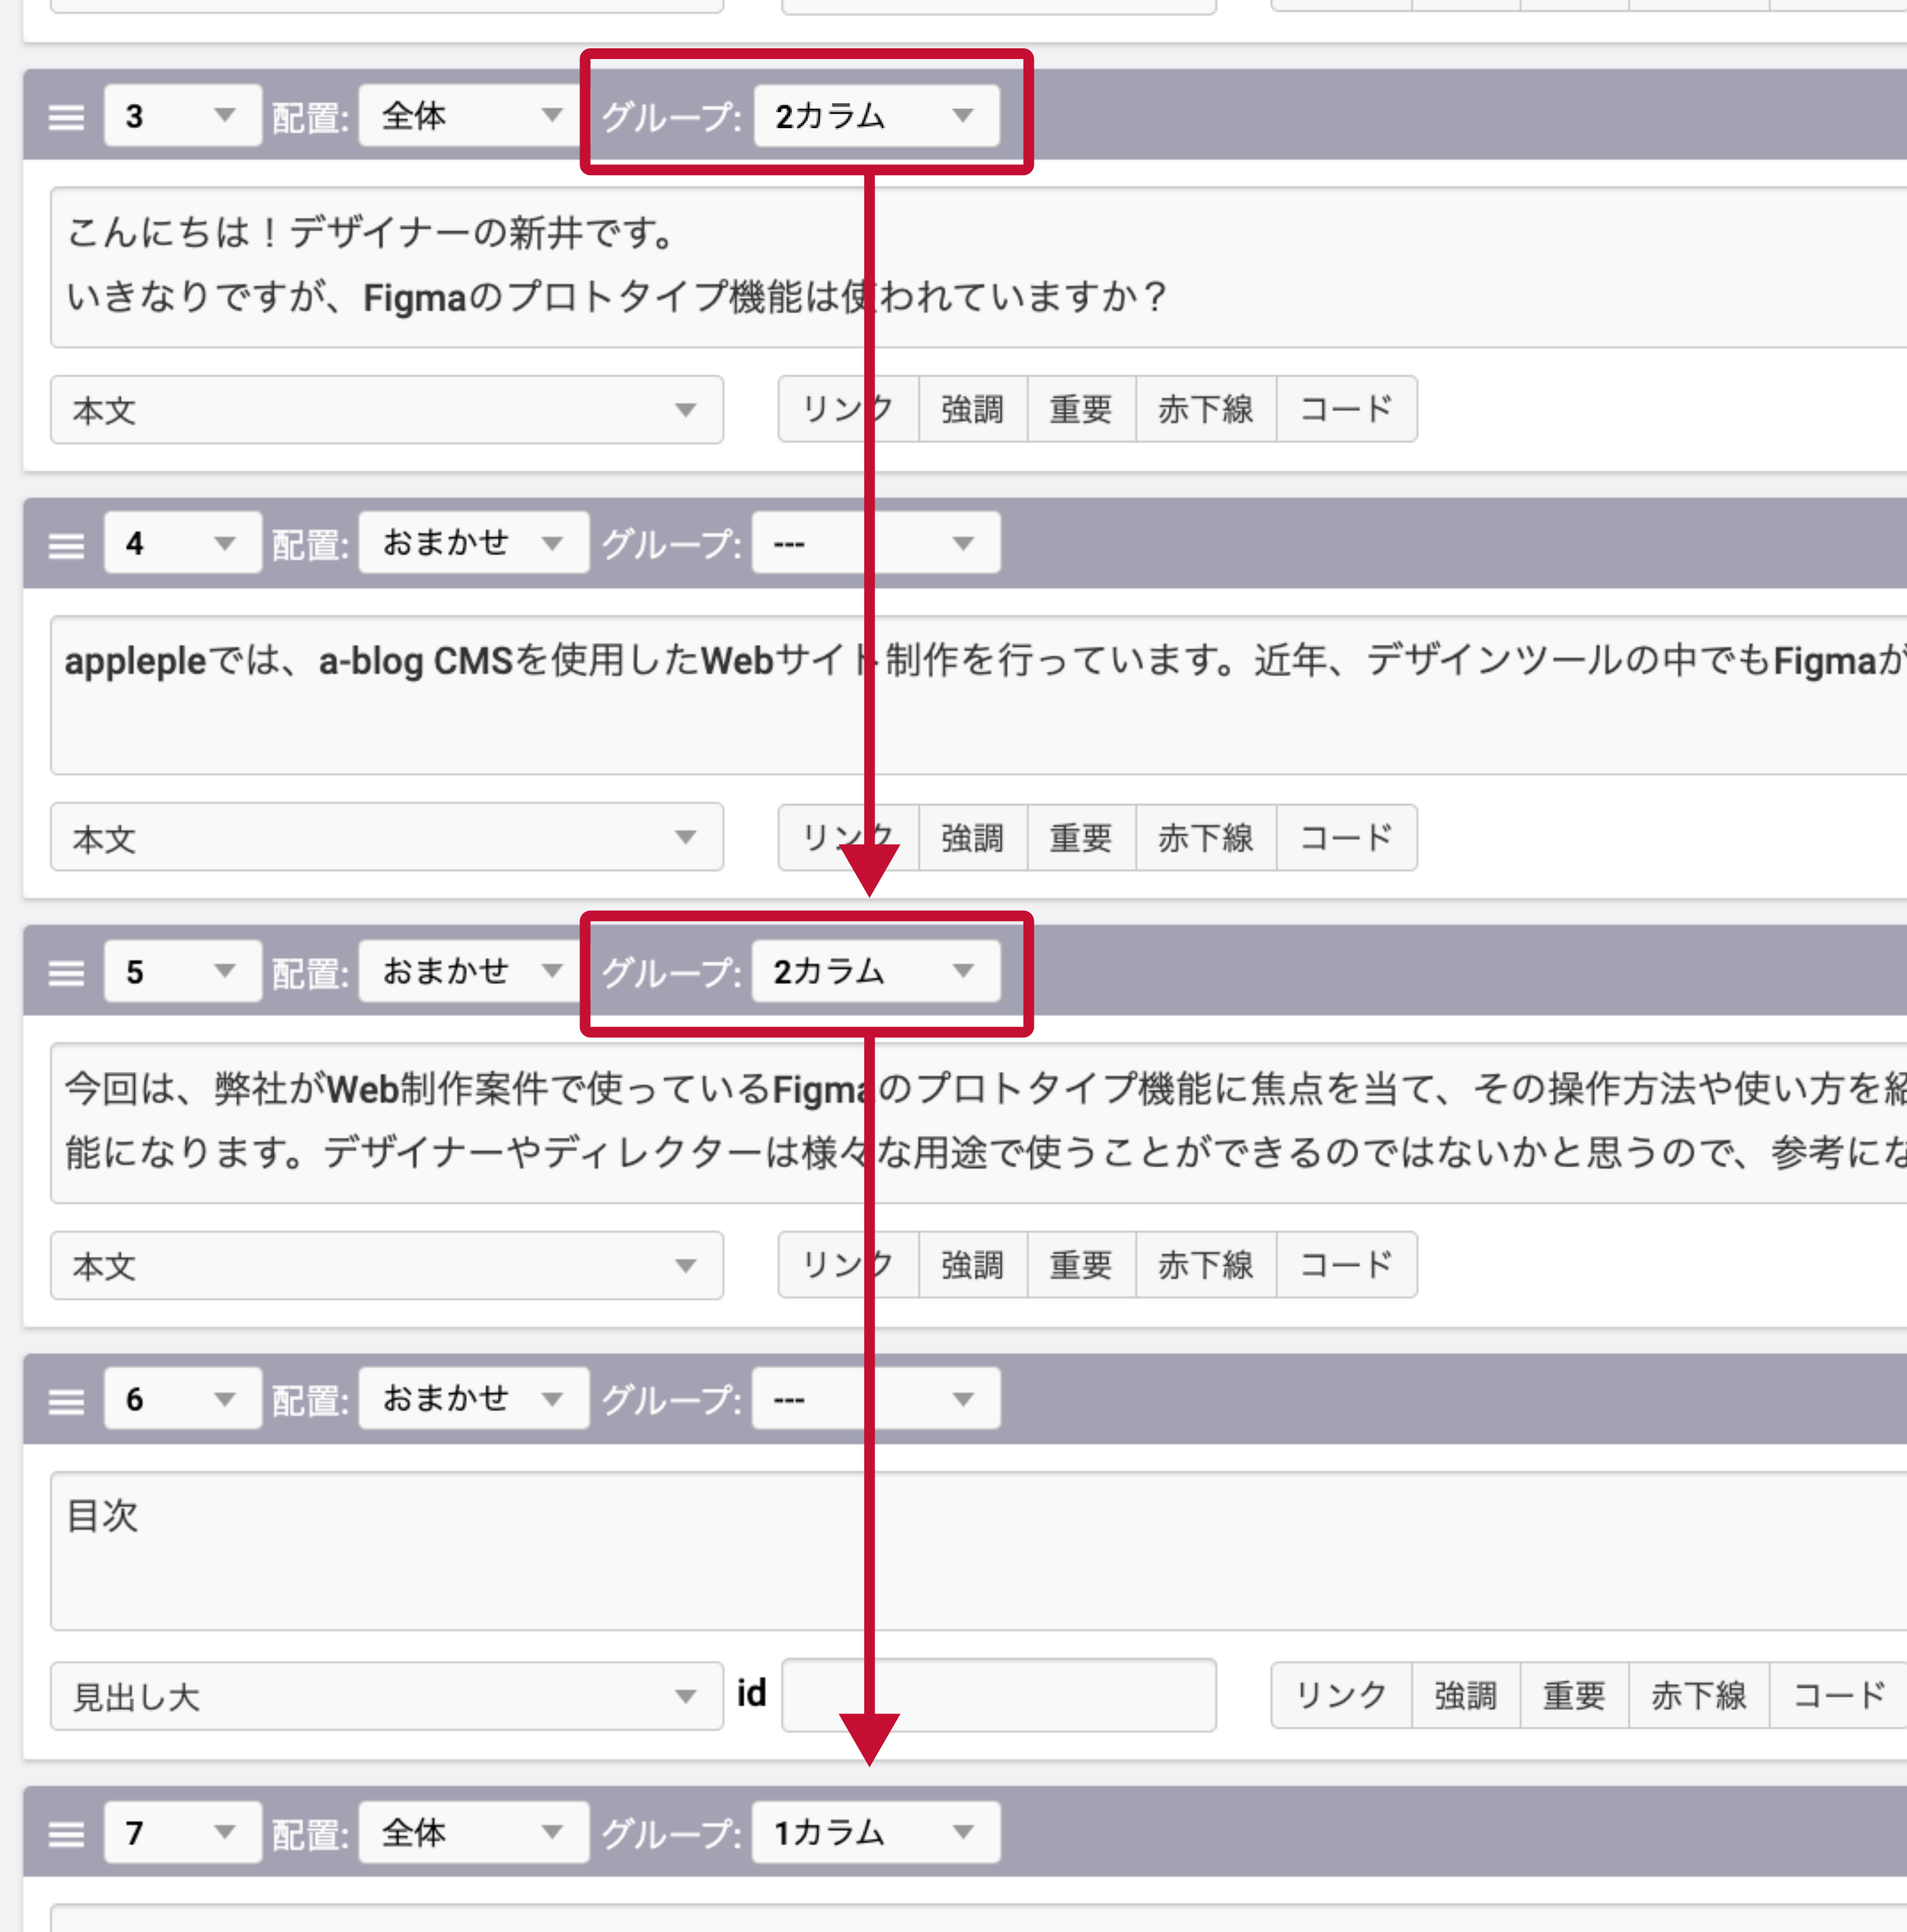 3 配置: 全体 グループ: 2カラム
こんにちは！デザイナーの新井です。
いきなりですが、Figmaのプロトタイプ機能は使われていますか？
本文 リンク 強調 重要 赤下線 コード
4 配置: おまかせ グループ: ---
appleple では、a-blog CMSを使用したWebサイト制作を行っています。近年、デザインツールの中でもFigmaが
本文 リンク 強調 重要 赤下線 コード
5 配置: おまかせ グループ: 2カラム
今回は、弊社がWeb制作案件で使っているFigmaのプロトタイプ機能に焦点を当て、その操作方法や使い方を紹
能になります。デザイナーやディレクターは様々な用途で使うことができるのではないかと思うので、参考にな
本文 リンク 強調 重要 赤下線 コード
6 配置: おまかせ グループ: ---
目次
見出し大 id リンク 強調 重要 赤下線 コード
7 配置: 全体 グループ: 1カラム